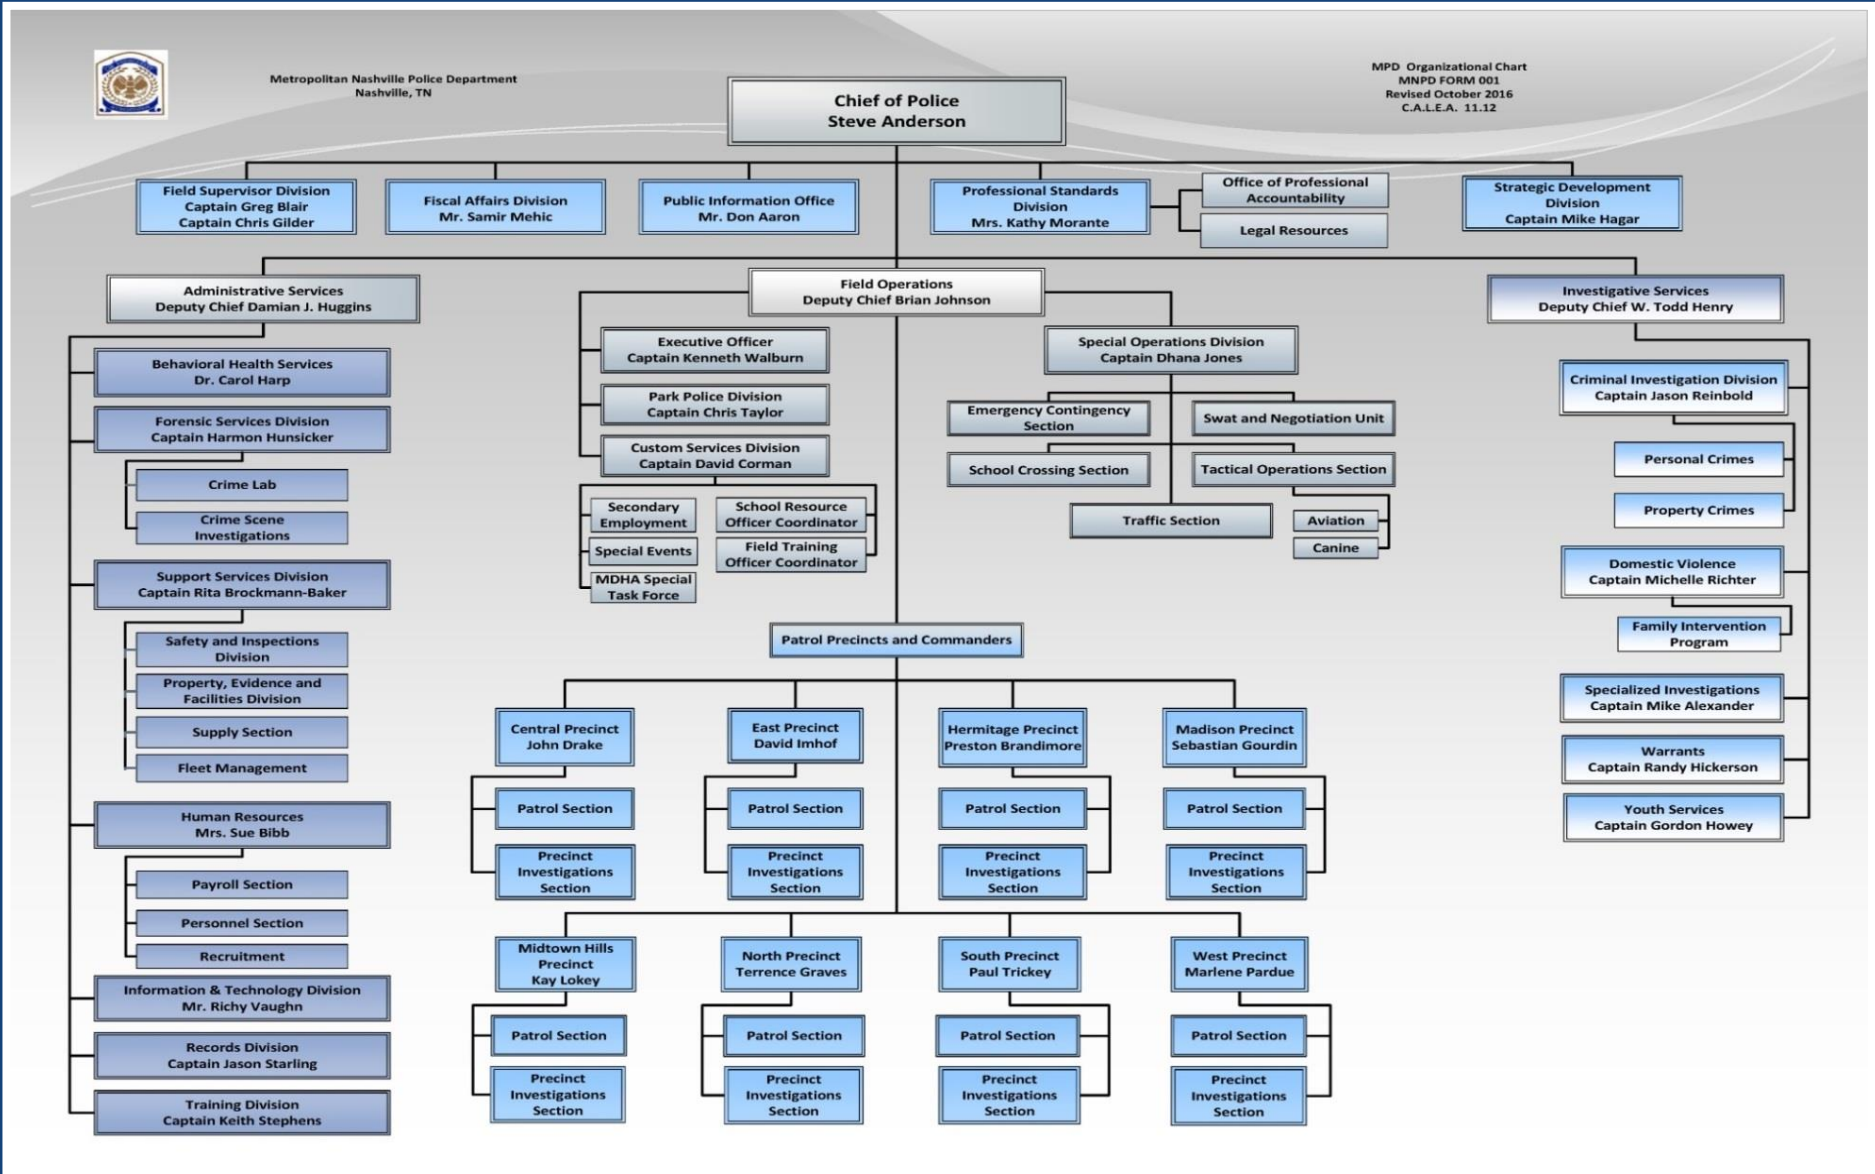 Metropolitan Nashville Police Department
Nashville, TN
MPD Organizational Chart
MNPD FORM 001
Revised October 2016
C.A.L.E.A. 11.12
Chief of Police
Steve Anderson
Field Supervisor Division
Captain Greg Blair
Captain Chris Gilder
Fiscal Affairs Division
Mr. Samir Mehic
Public Information Office
Mr. Don Aaron
Professional Standards
Division
Mrs. Kathy Morante
Office of Professional
Accountability
Legal Resources
Strategic Development
Division
Captain Mike Hagar
Administrative Services
Deputy Chief Damian J. Huggins
Behavioral Health Services
Dr. Carol Harp
Forensic Services Division
Captain Harmon Hunsicker
Crime Lab
Crime Scene
Investigations
Support Services Division
Captain Rita Brockmann-Baker
Safety and Inspections
Division
Property, Evidence and
Facilities Division
Supply Section
Fleet Management
Human Resources
Mrs. Sue Bibb
Payroll Section
Personnel Section
Recruitment
Information & Technology Division
Mr. Richy Vaughn
Records Division
Captain Jason Starling
Training Division
Captain Keith Stephens
Field Operations
Deputy Chief Brian Johnson
Executive Officer
Captain Kenneth Walburn
Park Police Division
Captain Chris Taylor
Custom Services Division
Captain David Corman
Secondary
Employment
Special Events
MDHA Special
Task Force
School Resource
Officer Coordinator
Field Training
Officer Coordinator
Special Operations Division
Captain Dhana Jones
Emergency Contingency
Section
Swat and Negotiation Unit
School Crossing Section
Tactical Operations Section
Traffic Section
Aviation
Canine
Patrol Precincts and Commanders
Central Precinct
John Drake
Patrol Section
Precinct
Investigations
Section
East Precinct
David Imhof
Patrol Section
Precinct
Investigations
Section
Hermitage Precinct
Preston Brandimore
Patrol Section
Precinct
Investigations
Section
Madison Precinct
Sebastian Gourdin
Patrol Section
Precinct
Investigations
Section
Midtown Hills
Precinct
Kay Lokey
Patrol Section
Precinct
Investigations
Section
North Precinct
Terrence Graves
Patrol Section
Precinct
Investigations
Section
South Precinct
Paul Trickey
Patrol Section
Precinct
Investigations
Section
West Precinct
Marlene Pardue
Patrol Section
Precinct
Investigations
Section
Investigative Services
Deputy Chief W. Todd Henry
Criminal Investigation Division
Captain Jason Reinbold
Personal Crimes
Property Crimes
Domestic Violence
Captain Michelle Richter
Family Intervention
Program
Specialized Investigations
Captain Mike Alexander
Warrants
Captain Randy Hickerson
Youth Services
Captain Gordon Howey